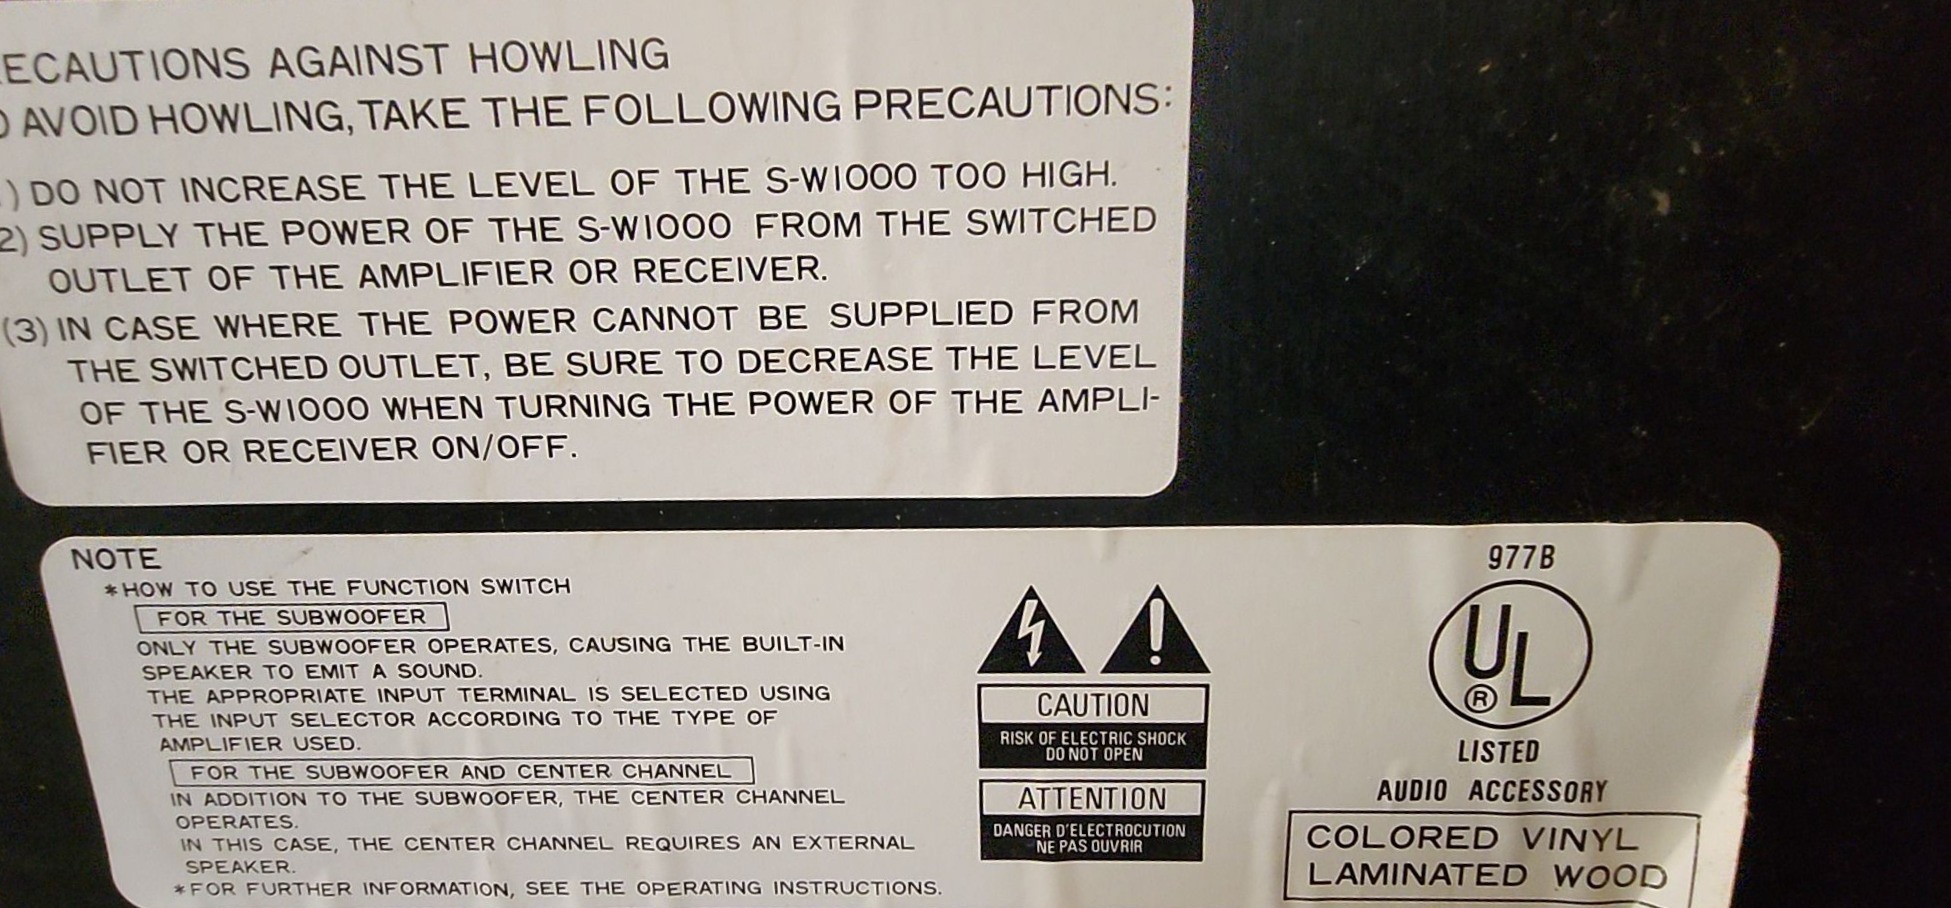 ECAUTIONS AGAINST HOWLING
O AVOID HOWLING, TAKE THE FOLLOWING PRECAUTIONS:
) DO NOT INCREASE THE LEVEL OF THE S-W1000 TOO HIGH.
2) SUPPLY THE POWER OF THE S-W1000 FROM THE SWITCHED
OUTLET OF THE AMPLIFIER OR RECEIVER.
(3) IN CASE WHERE THE POWER CANNOT BE SUPPLIED FROM
THE SWITCHED OUTLET, BE SURE TO DECREASE THE LEVEL
OF THE S-W1000 WHEN TURNING THE POWER OF THE AMPLI-
FIER OR RECEIVER ON/OFF.
NOTE
*HOW TO USE THE FUNCTION SWITCH
FOR THE SUBWOOFER
ONLY THE SUBWOOFER OPERATES, CAUSING THE BUILT-IN
SPEAKER TO EMIT A SOUND.
THE APPROPRIATE INPUT TERMINAL IS SELECTED USING
THE INPUT SELECTOR ACCORDING TO THE TYPE OF
AMPLIFIER USED.
FOR THE SUBWOOFER AND CENTER CHANNEL
IN ADDITION TO THE SUBWOOFER, THE CENTER CHANNEL
OPERATES.
IN THIS CASE, THE CENTER CHANNEL REQUIRES AN EXTERNAL
SPEAKER.
*FOR FURTHER INFORMATION, SEE THE OPERATING INSTRUCTIONS.
CAUTION
RISK OF ELECTRIC SHOCK
DO NOT OPEN
ATTENTION
DANGER D'ELECTROCUTION
NE PAS OUVRIR
977B
UL
®
LISTED
AUDIO ACCESSORY
COLORED VINYL
LAMINATED WOOD